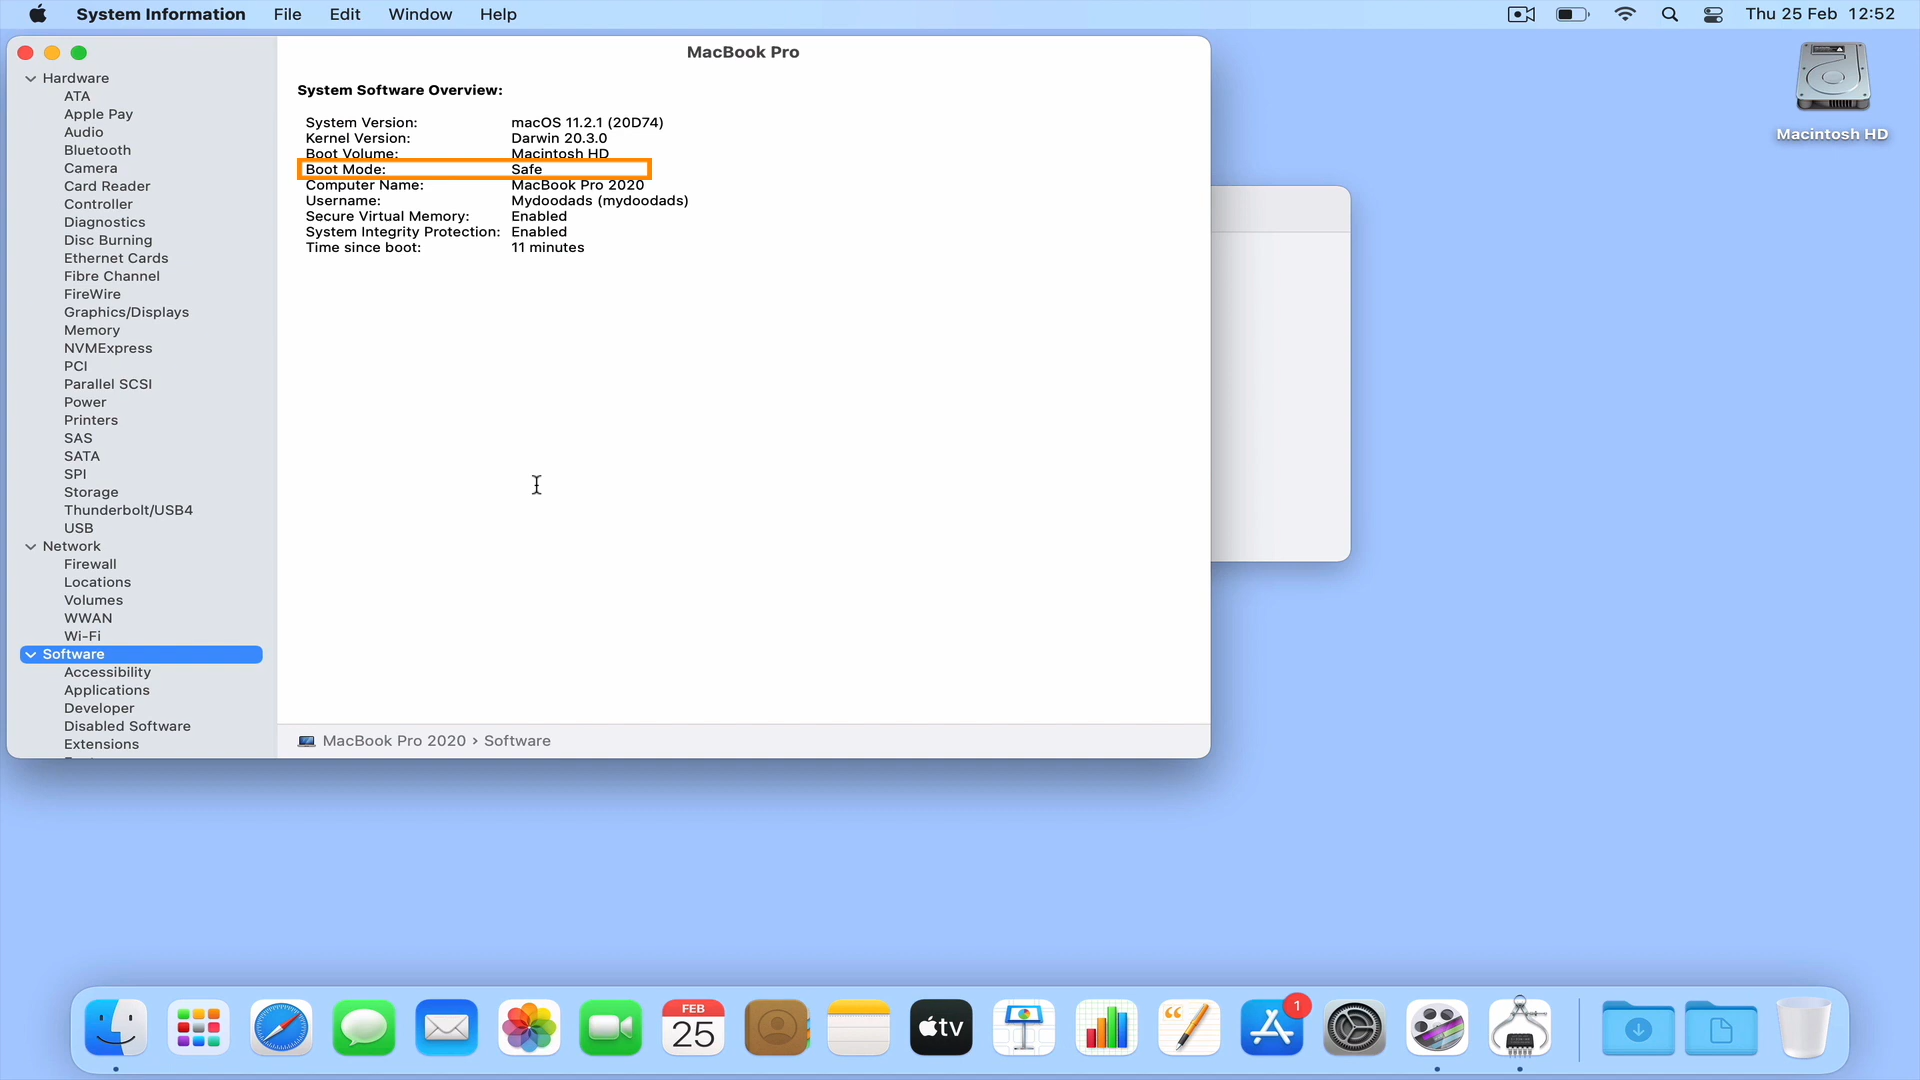 System Information File Edit Window Help Thu 25 Feb 12:52
MacBook Pro
Hardware
ATA
Apple Pay
Audio
Bluetooth
Camera
Card Reader
Controller
Diagnostics
Disc Burning
Ethernet Cards
Fibre Channel
FireWire
Graphics/Displays
Memory
NVMExpress
PCI
Parallel SCSI
Power
Printers
SAS
SATA
SPI
Storage
Thunderbolt/USB4
USB
Network
Firewall
Locations
Volumes
WWAN
Wi-Fi
Software
Accessibility
Applications
Developer
Disabled Software
Extensions
System Software Overview:
System Version: macOS 11.2.1 (20D74)
Kernel Version: Darwin 20.3.0
Boot Volume: Macintosh HD
Boot Mode: Safe
Computer Name: MacBook Pro 2020
Username: Mydoodads (mydoodads)
Secure Virtual Memory: Enabled
System Integrity Protection: Enabled
Time since boot: 11 minutes
MacBook Pro 2020 › Software
Macintosh HD
FEB
25
tv
1